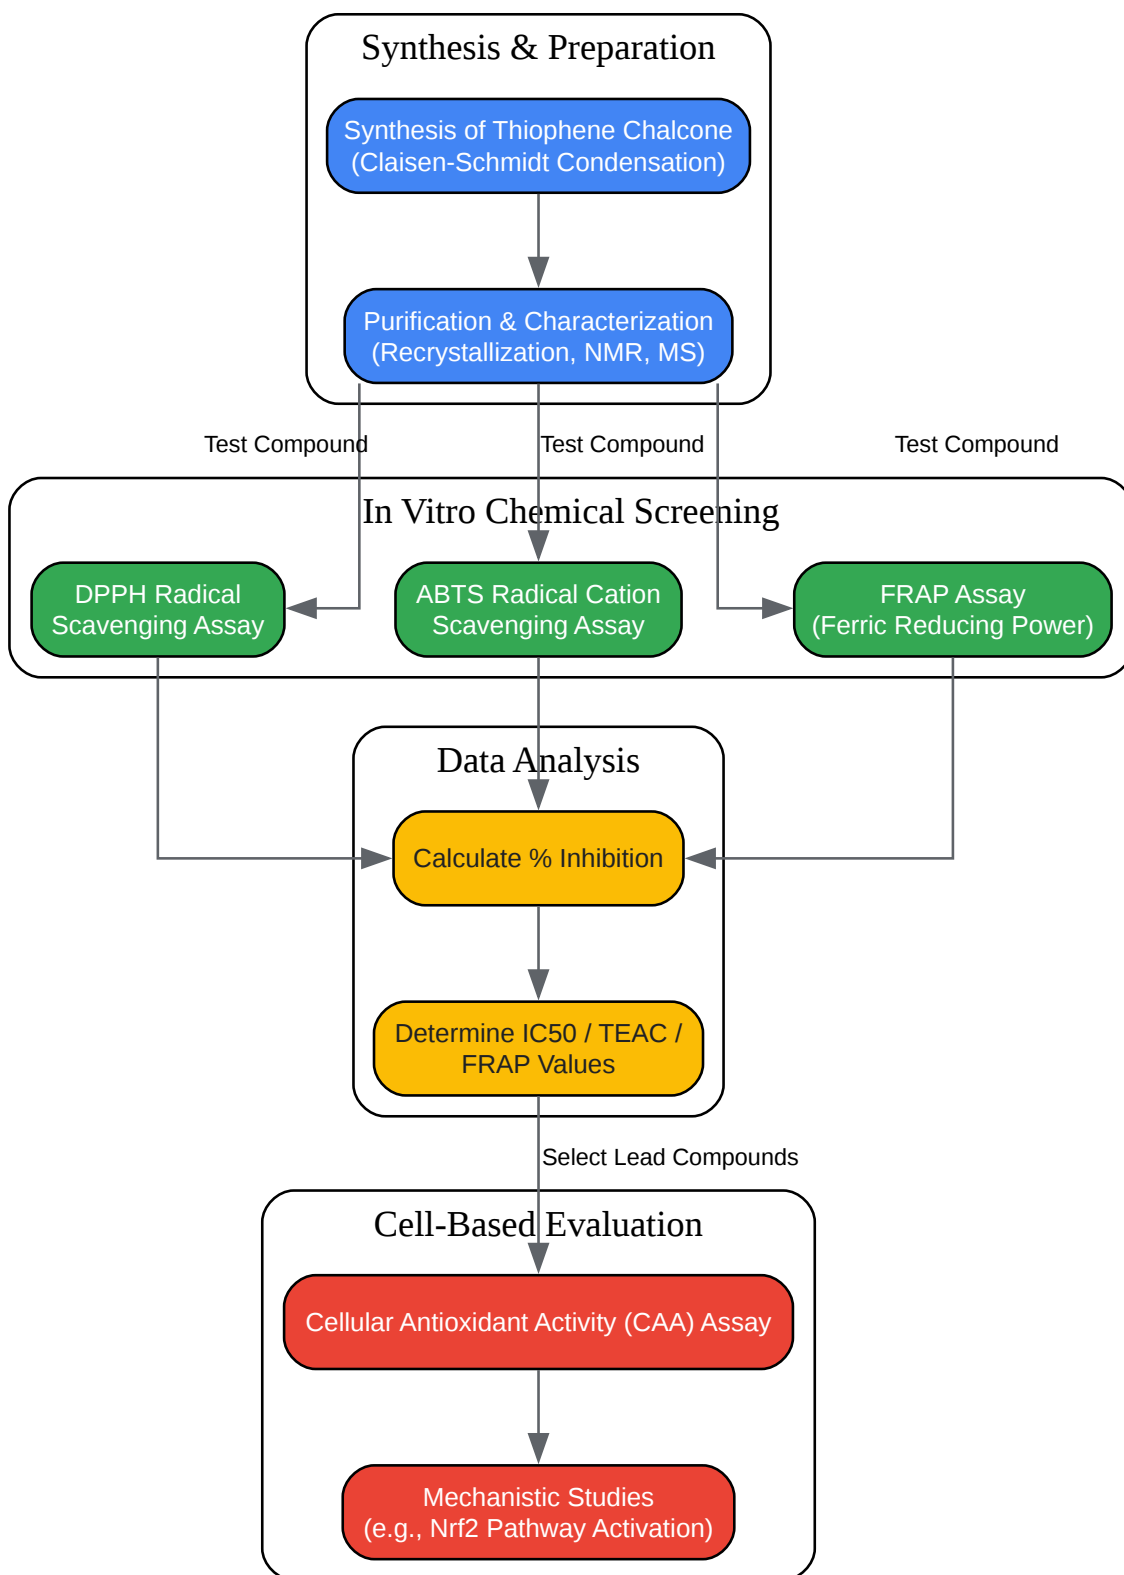 Synthesis & Preparation
Synthesis of Thiophene Chalcone
(Claisen-Schmidt Condensation)
Purification & Characterization
(Recrystallization, NMR, MS)
Test Compound
Test Compound
Test Compound
In Vitro Chemical Screening
DPPH Radical
Scavenging Assay
ABTS Radical Cation
Scavenging Assay
FRAP Assay
(Ferric Reducing Power)
Data Analysis
Calculate % Inhibition
Determine IC50 / TEAC /
FRAP Values
Select Lead Compounds
Cell-Based Evaluation
Cellular Antioxidant Activity (CAA) Assay
Mechanistic Studies
(e.g., Nrf2 Pathway Activation)